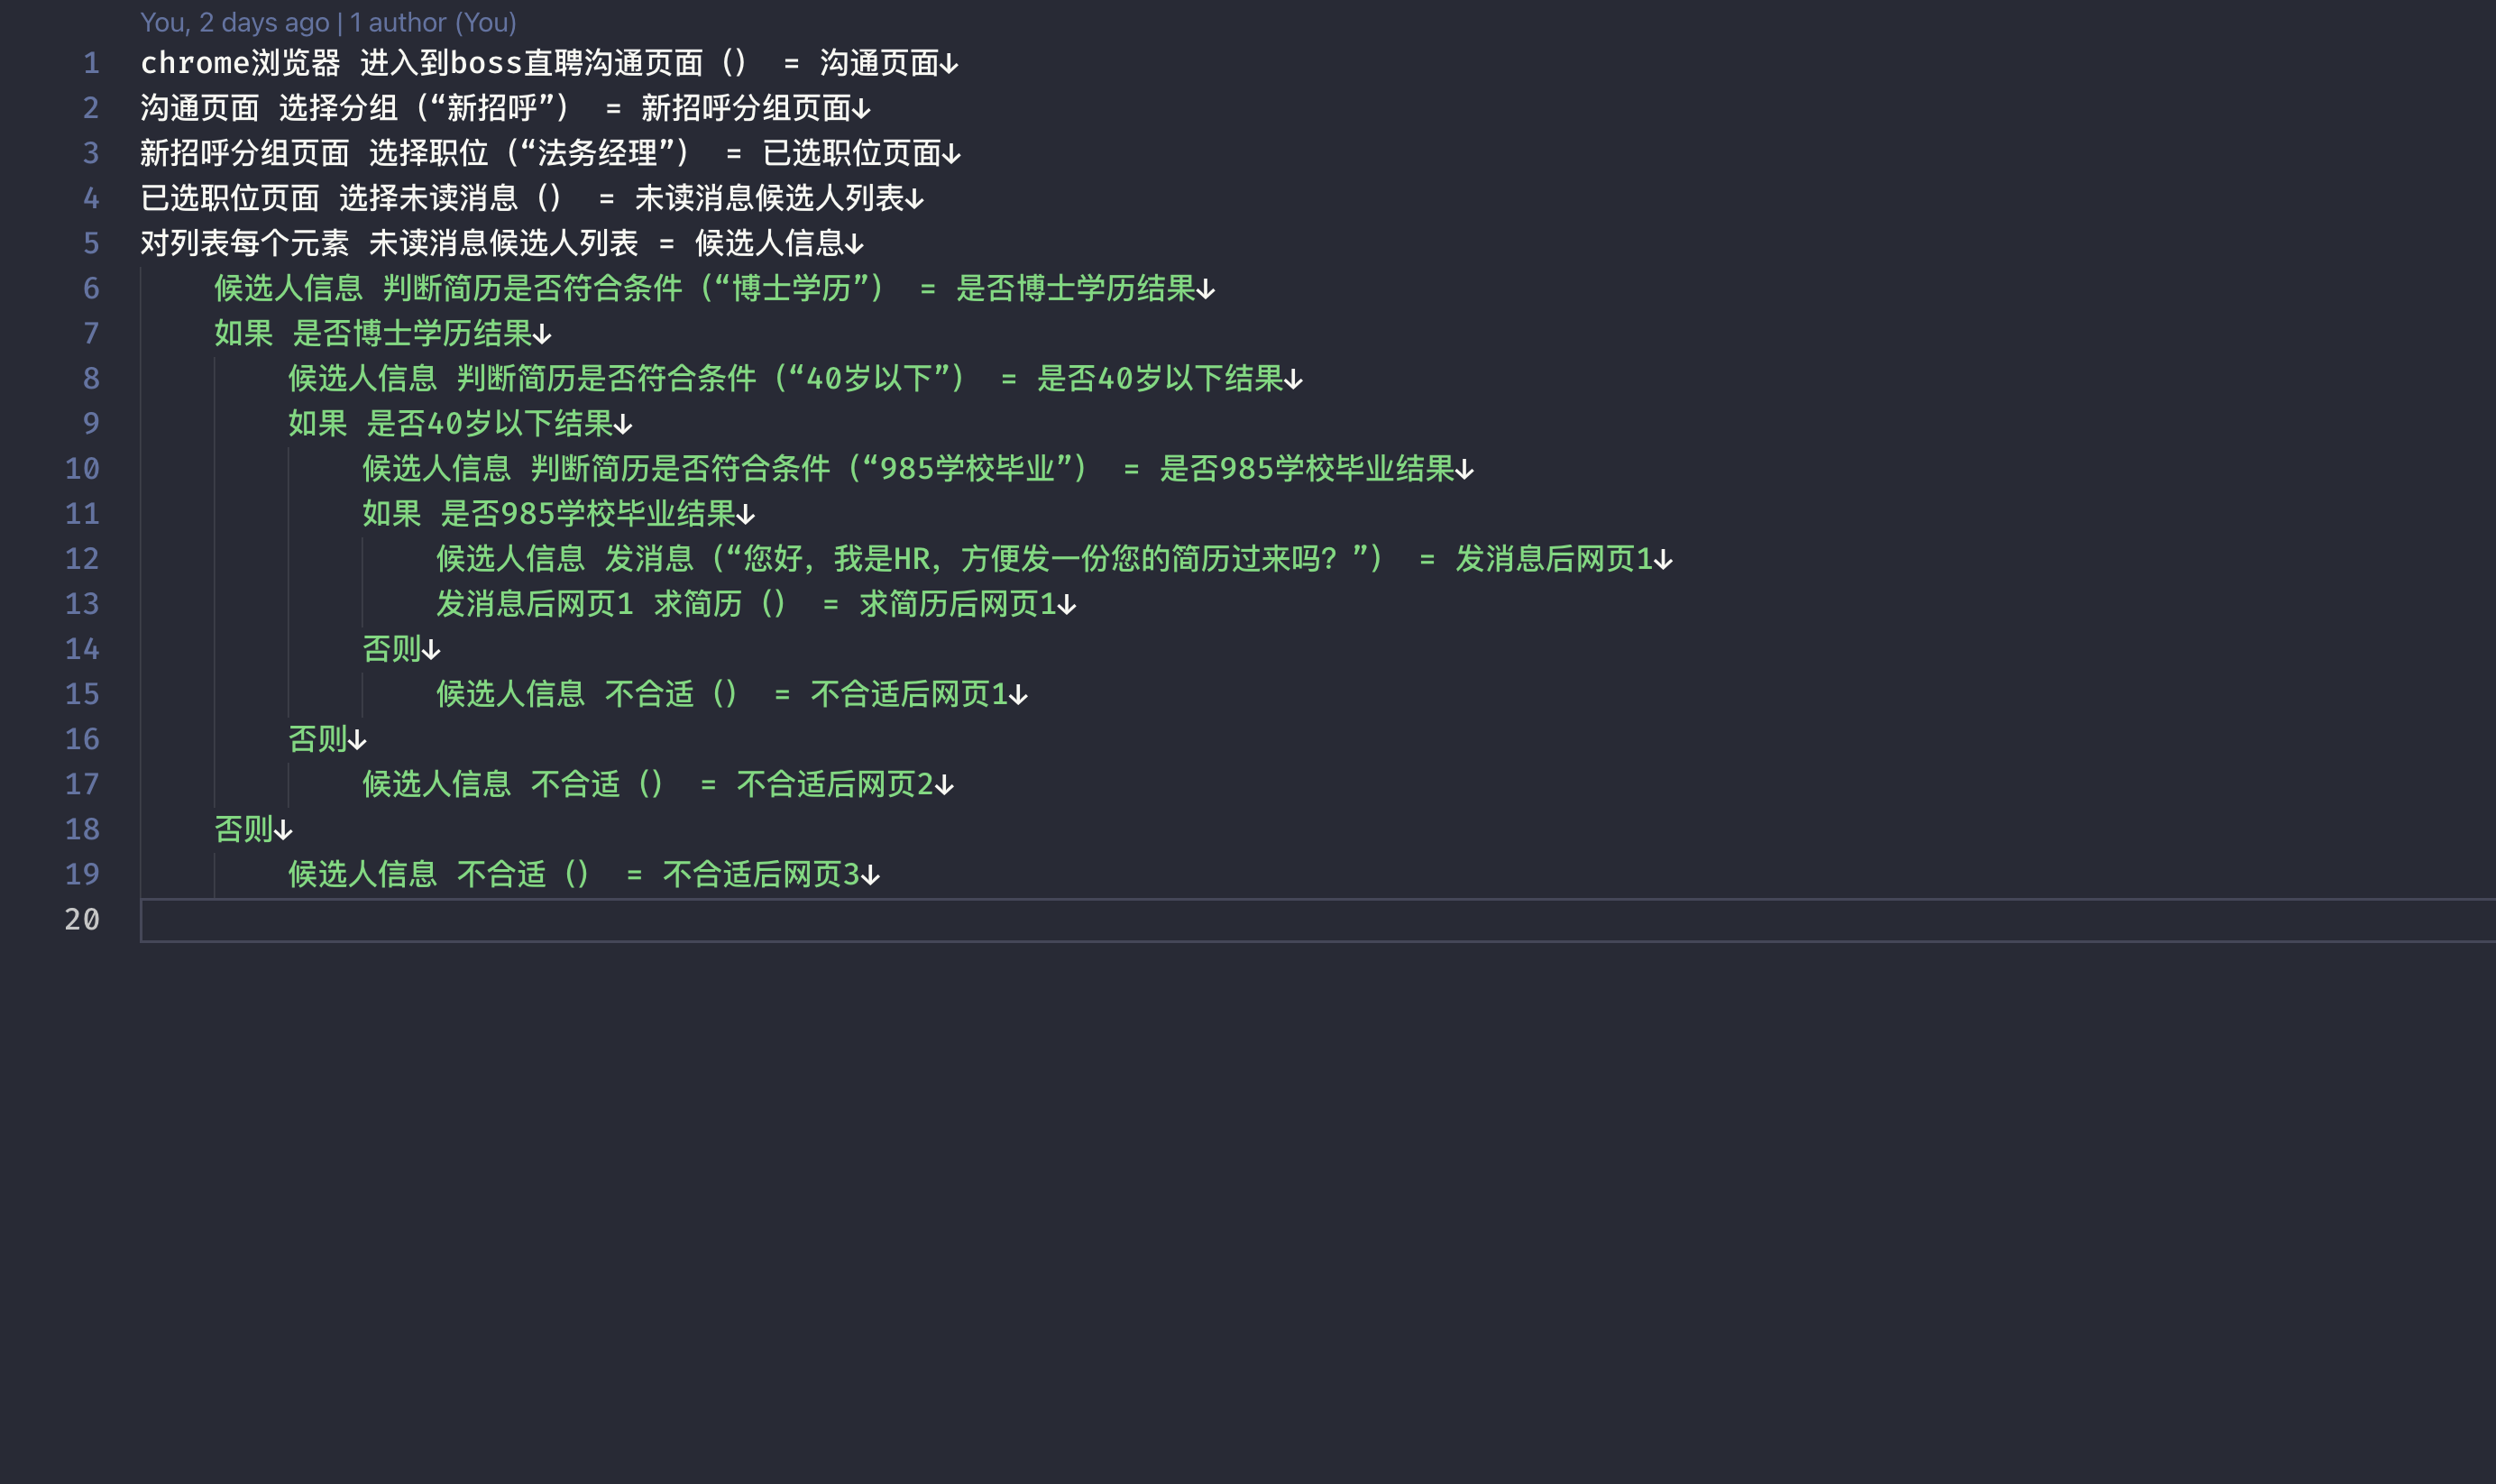 You, 2 days ago | 1 author (You)
1 chrome浏览器 进入到boss直聘沟通页面（） = 沟通页面↓
2 沟通页面 选择分组（“新招呼”） = 新招呼分组页面↓
3 新招呼分组页面 选择职位（“法务经理”） = 已选职位页面↓
4 已选职位页面 选择未读消息（） = 未读消息候选人列表↓
5 对列表每个元素 未读消息候选人列表 = 候选人信息↓
6     候选人信息 判断简历是否符合条件（“博士学历”） = 是否博士学历结果↓
7     如果 是否博士学历结果↓
8         候选人信息 判断简历是否符合条件（“40岁以下”） = 是否40岁以下结果↓
9         如果 是否40岁以下结果↓
10             候选人信息 判断简历是否符合条件（“985学校毕业”） = 是否985学校毕业结果↓
11             如果 是否985学校毕业结果↓
12                 候选人信息 发消息（“您好，我是HR，方便发一份您的简历过来吗？”） = 发消息后网页1↓
13                 发消息后网页1 求简历（） = 求简历后网页1↓
14             否则↓
15                 候选人信息 不合适（） = 不合适后网页1↓
16         否则↓
17             候选人信息 不合适（） = 不合适后网页2↓
18     否则↓
19         候选人信息 不合适（） = 不合适后网页3↓
20